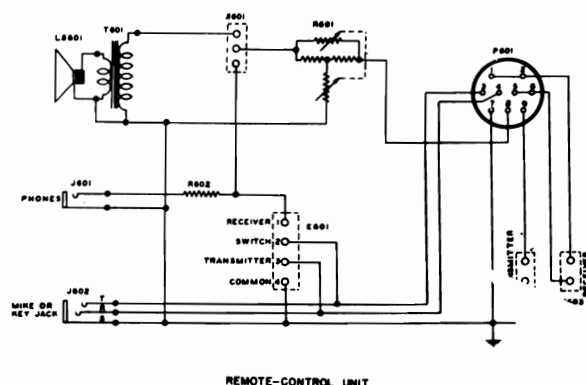 LS601
T601
S601
R601
P601
J601
PHONES
R602
RECEIVER 1
E601
SWITCH 2
TRANSMITTER 3
COMMON 4
J602
MIKE OR
KEY JACK
T
R
REMOTE-CONTROL UNIT